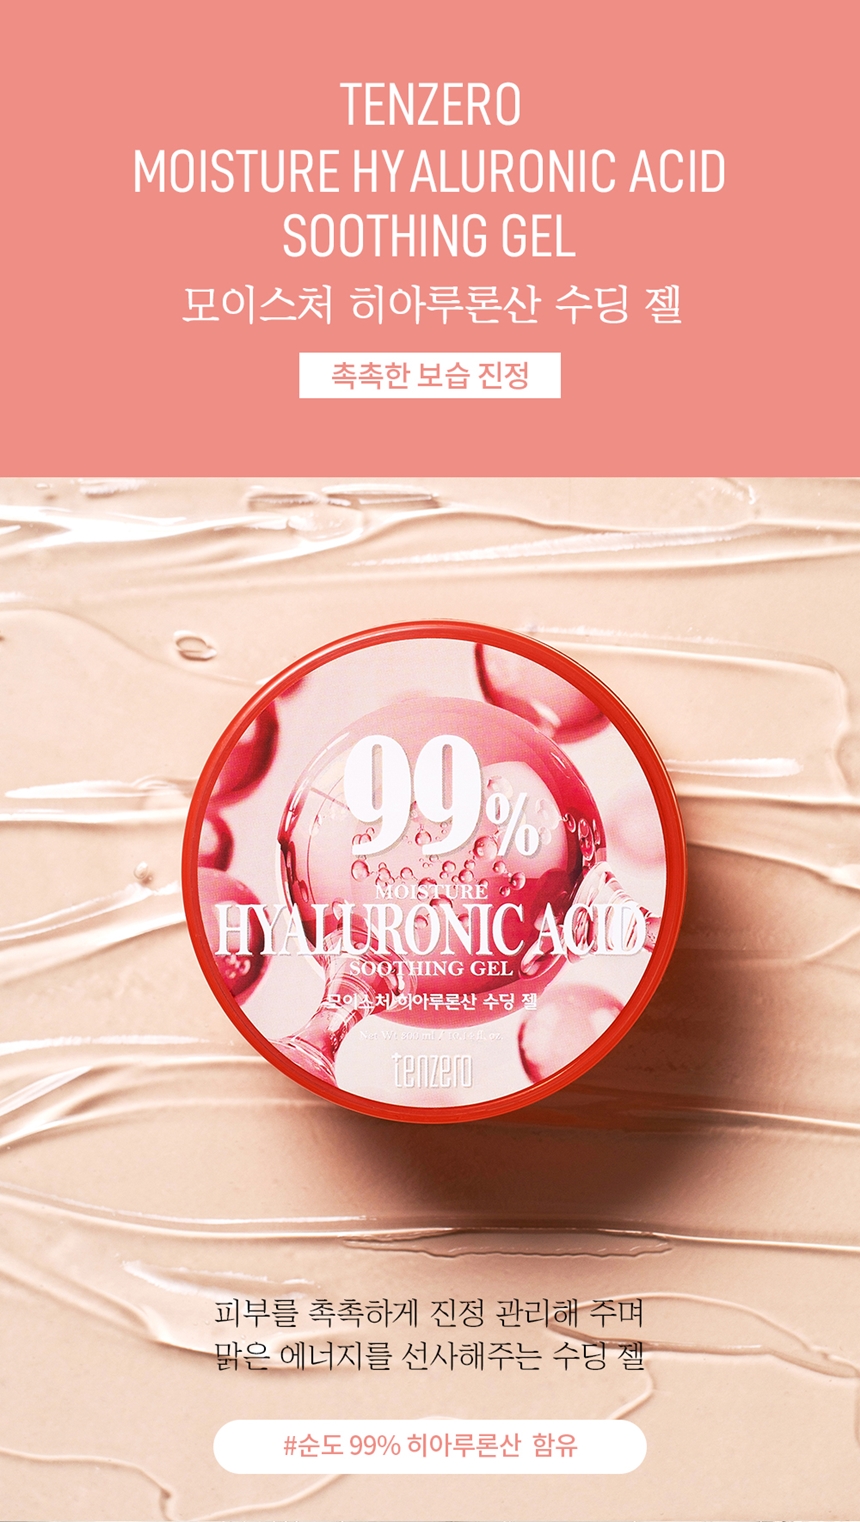 TENZERO
MOISTURE HYALURONIC ACID
SOOTHING GEL
모이스처 히아루론산 수딩 젤
촉촉한 보습 진정
99%
MOISTURE
HYALURONIC ACID
SOOTHING GEL
모이스처 히아루론산 수딩 젤
Net Wt
tenzero
피부를 촉촉하게 진정 관리해 주며
맑은 에너지를 선사해주는 수딩 젤
#순도 99% 히아루론산 함유